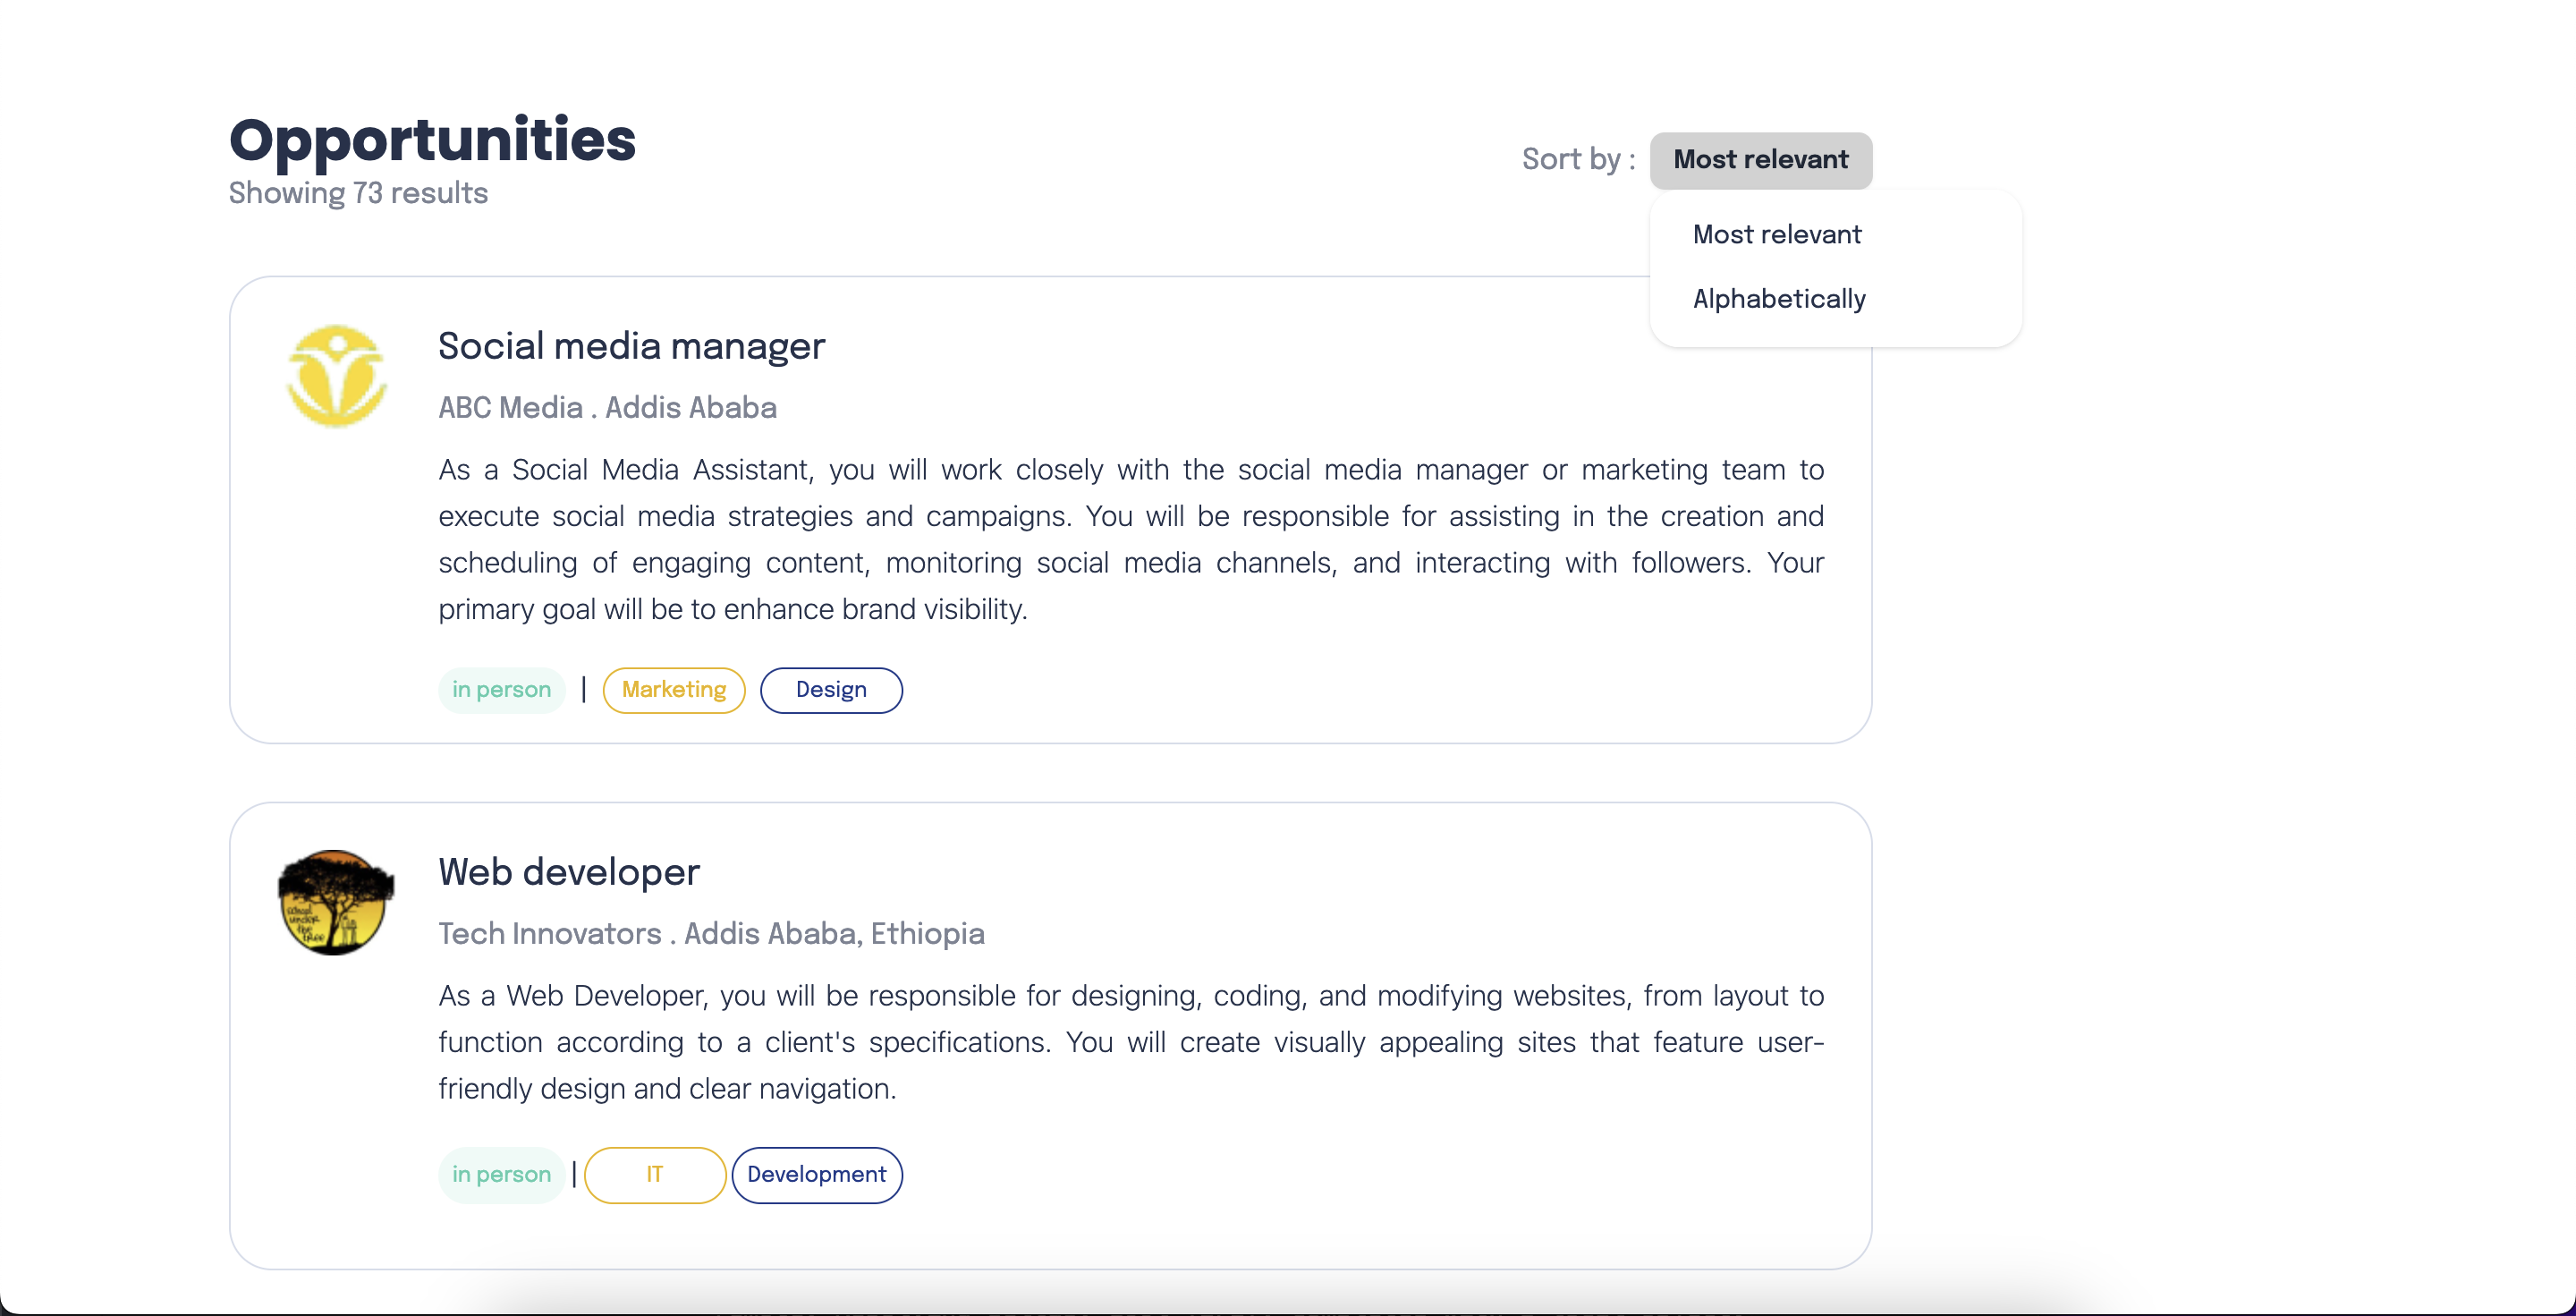 Opportunities
Showing 73 results
Sort by :
Most relevant
Most relevant
Alphabetically
Social media manager
ABC Media . Addis Ababa
As a Social Media Assistant, you will work closely with the social media manager or marketing team to
execute social media strategies and campaigns. You will be responsible for assisting in the creation and
scheduling of engaging content, monitoring social media channels, and interacting with followers. Your
primary goal will be to enhance brand visibility.
in person | Marketing Design
Web developer
Tech Innovators . Addis Ababa, Ethiopia
school
under
the
tree
As a Web Developer, you will be responsible for designing, coding, and modifying websites, from layout to
function according to a client's specifications. You will create visually appealing sites that feature user-
friendly design and clear navigation.
in person | IT Development